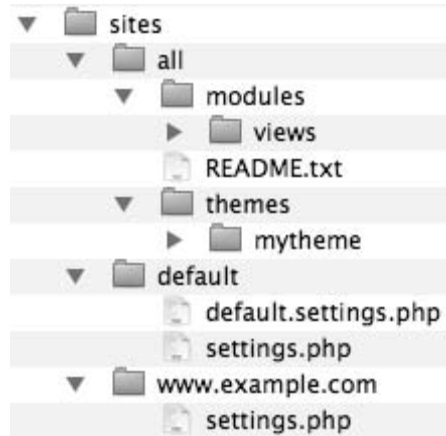 sites
all
modules
views
README.txt
themes
mytheme
default
default.settings.php
settings.php
www.example.com
settings.php